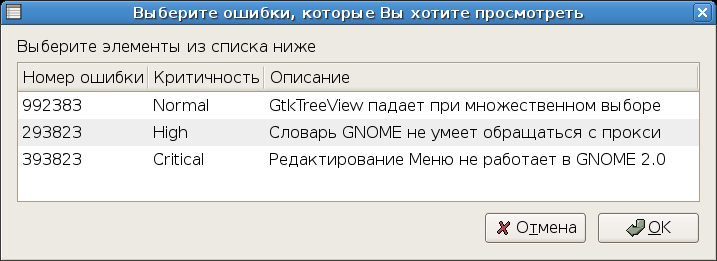 Выберите ошибки, которые Вы хотите просмотреть
Выберите элементы из списка ниже
Номер ошибки Критичность Описание
992383 Normal GtkTreeView падает при множественном выборе
293823 High Словарь GNOME не умеет обращаться с прокси
393823 Critical Редактирование Меню не работает в GNOME 2.0
Отмена OK